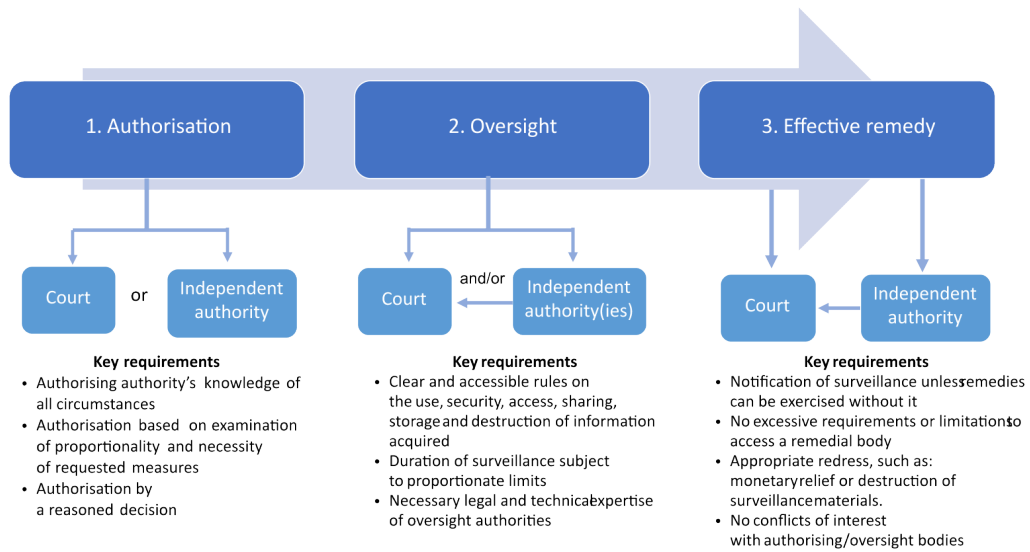 1. Authorisation
2. Oversight
3. Effective remedy
Court
or
Independent
authority
Court
and/or
Independent
authority(ies)
Court
Independent
authority
Key requirements
• Authorising authority's knowledge of
all circumstances
• Authorisation based on examination
of proportionality and necessity
of requested measures
• Authorisation by
a reasoned decision
Key requirements
• Clear and accessible rules on
the use, security, access, sharing,
storage and destruction of information
acquired
• Duration of surveillance subject
to proportionate limits
• Necessary legal and technical expertise
of oversight authorities
Key requirements
• Notification of surveillance unless remedies
can be exercised without it
• No excessive requirements or limitations to
access a remedial body
• Appropriate redress, such as:
monetary relief or destruction of
surveillance materials.
• No conflicts of interest
with authorising/oversight bodies